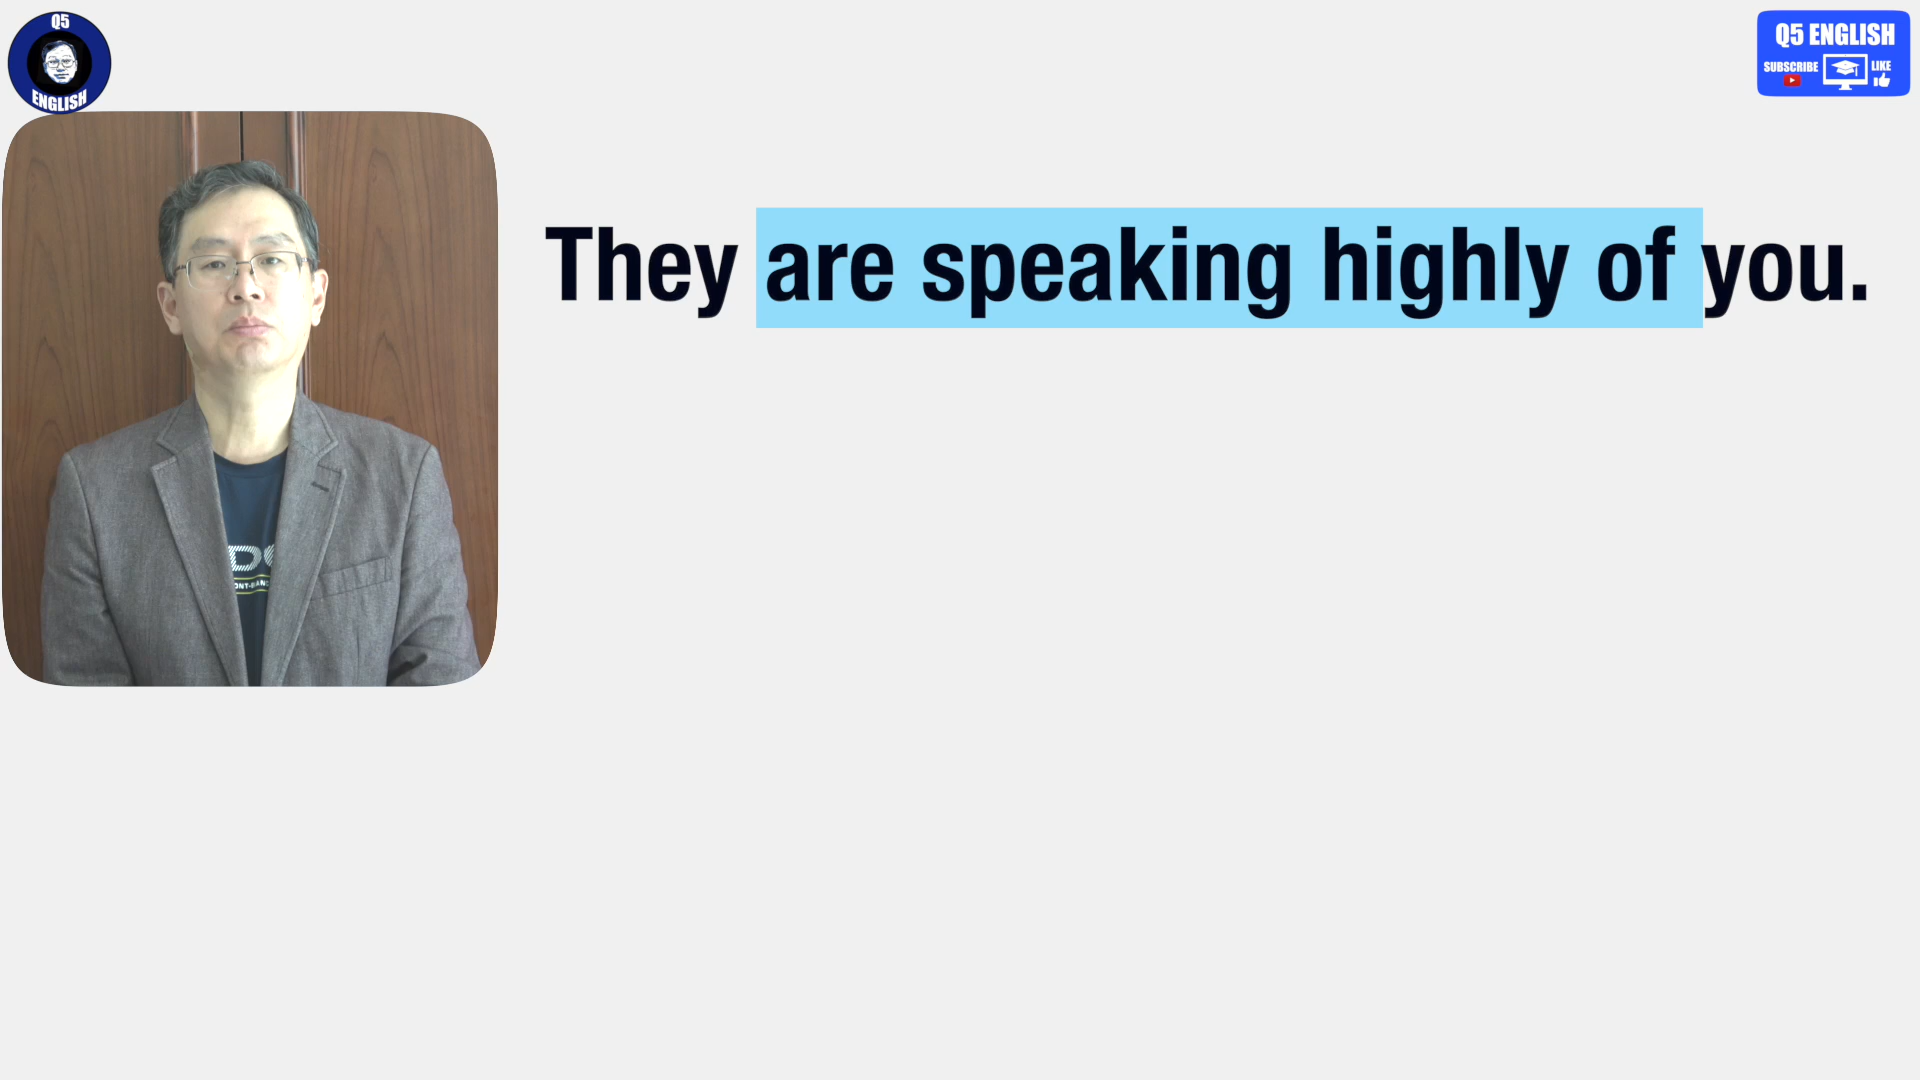 Q5
ENGLISH
Q5 ENGLISH
SUBSCRIBE
LIKE
They are speaking highly of you.